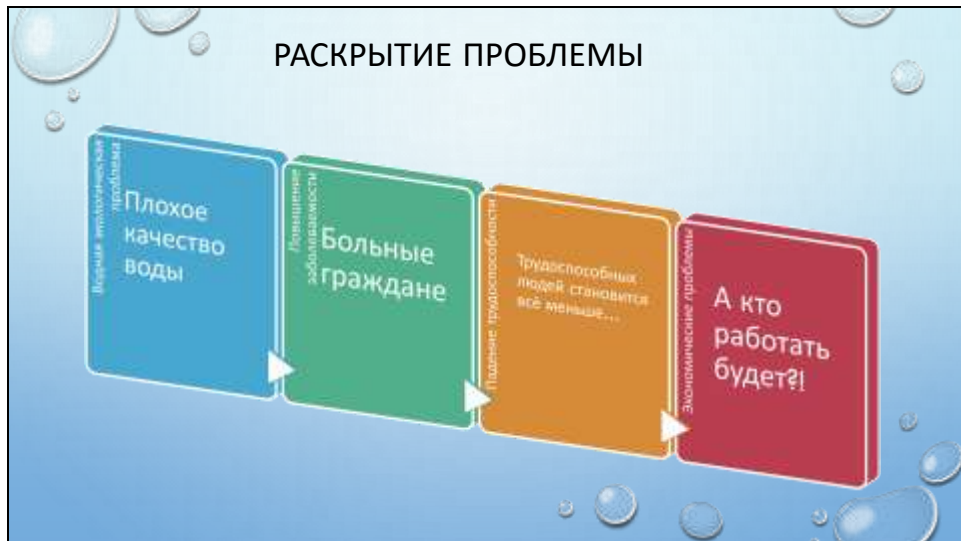 РАСКРЫТИЕ ПРОБЛЕМЫ
Водная экологическая
проблема
Плохое
качество
воды
Повышение
заболеваемости
Больные
граждане
Падение трудоспособности
Трудоспособных
людей становится
всё меньше...
Экономические проблемы
А кто
работать
будет?!